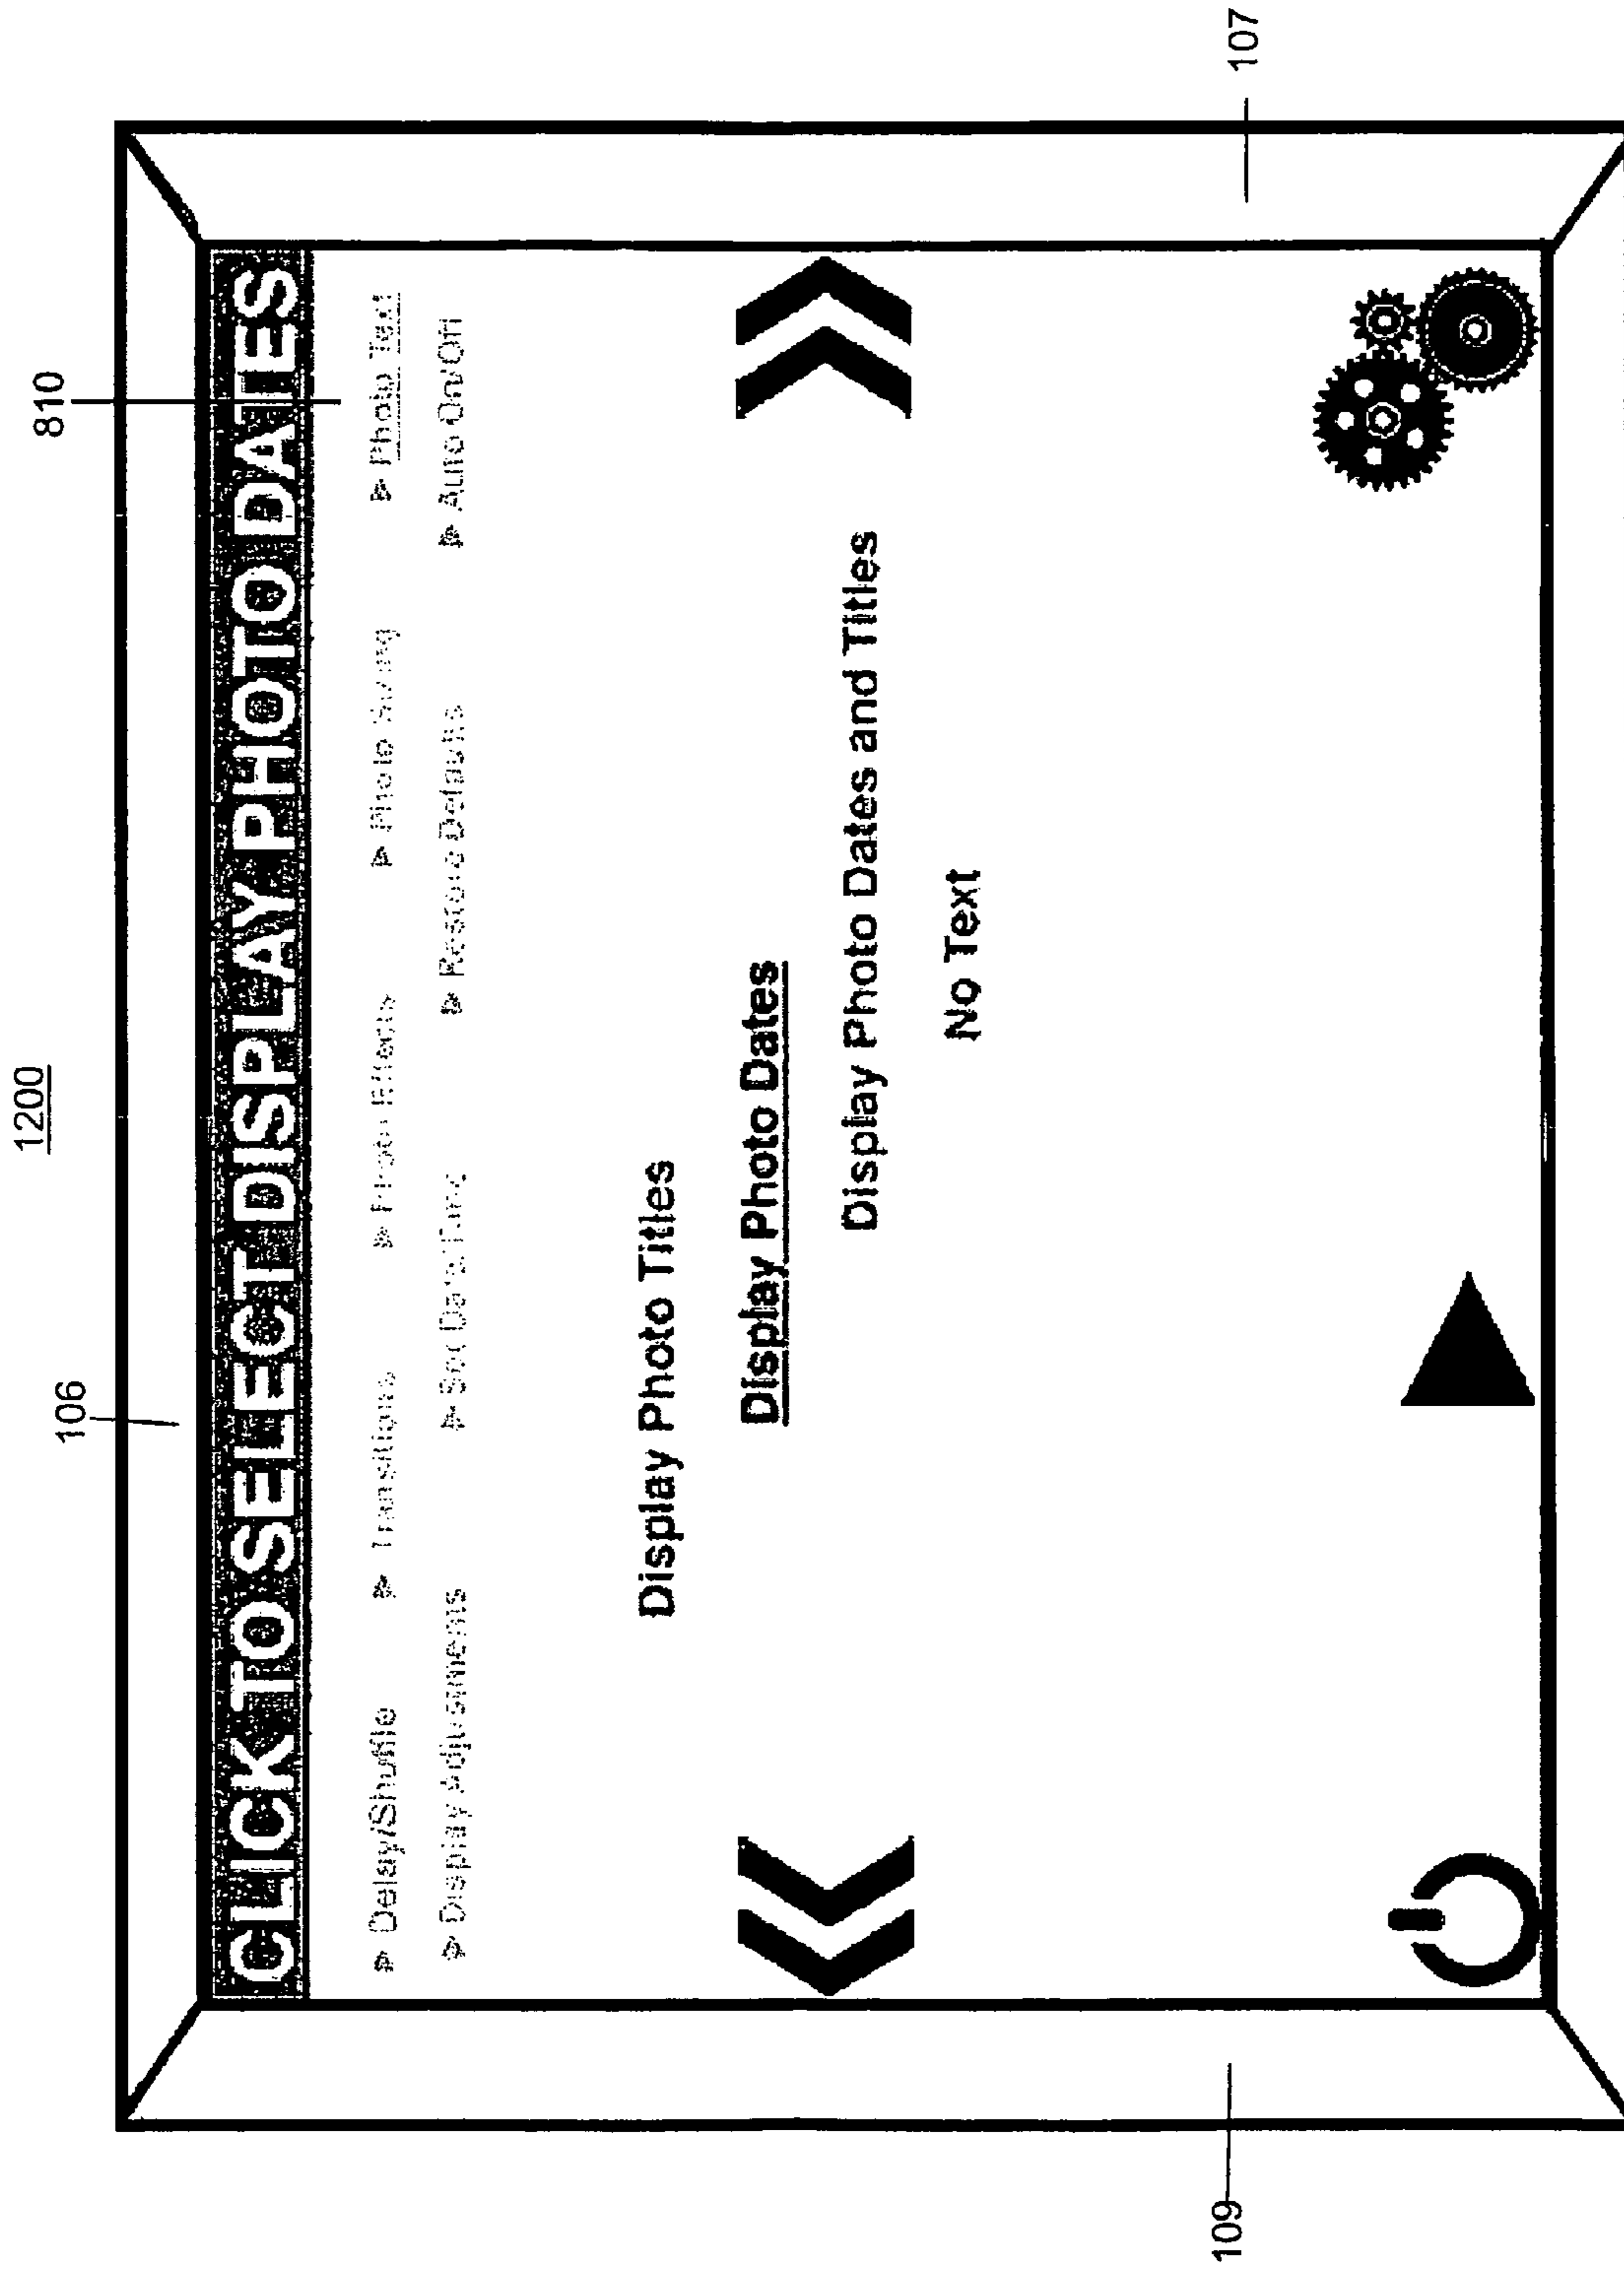 1200
106
810
CLICK TO SELECT DISPLAY PHOTO DATES
Delay/Shuffle Transitions Photo Effects Photo Sizing Photo Text
Display Adjustments Set Date/Time Restore Defaults Auto On/Off
Display Photo Titles
Display Photo Dates
Display Photo Dates and Titles
No Text
109
107